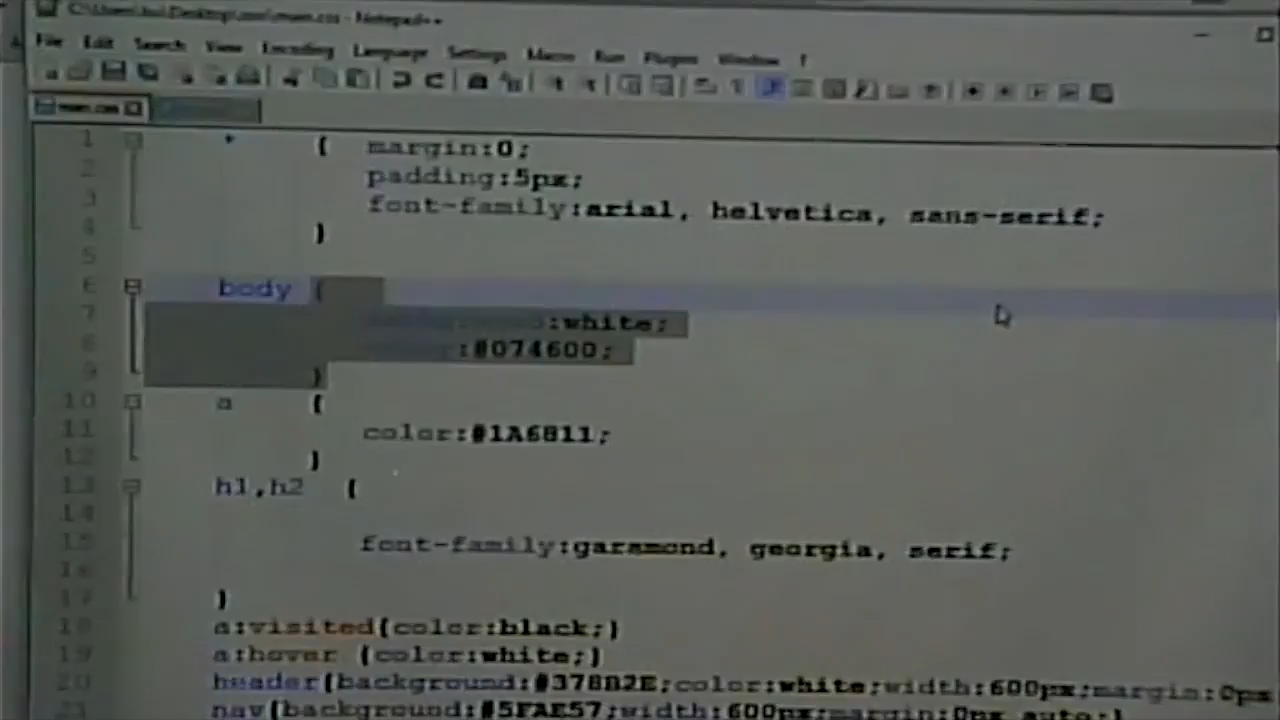 C:\Users\ \Desktop\ \main.css - Notepad++
File Edit Search View Encoding Language Settings Macro Run Plugins Window ?
main.css
1 * { margin:0;
2 padding:5px;
3 font-family:arial, helvetica, sans-serif;
4 }
5
6 body {
7 background:white;
8 :#074600;
9 }
10 a {
11 color:#1A6811;
12 }
13 h1,h2 {
14
15 font-family:garamond, georgia, serif;
16
17 }
18 a:visited{color:black;}
19 a:hover {color:white;}
20 header{background:#378B2E;color:white;width:600px;margin:0px
21 nav{background:#5FAE57;width:600px;margin:0px auto;}